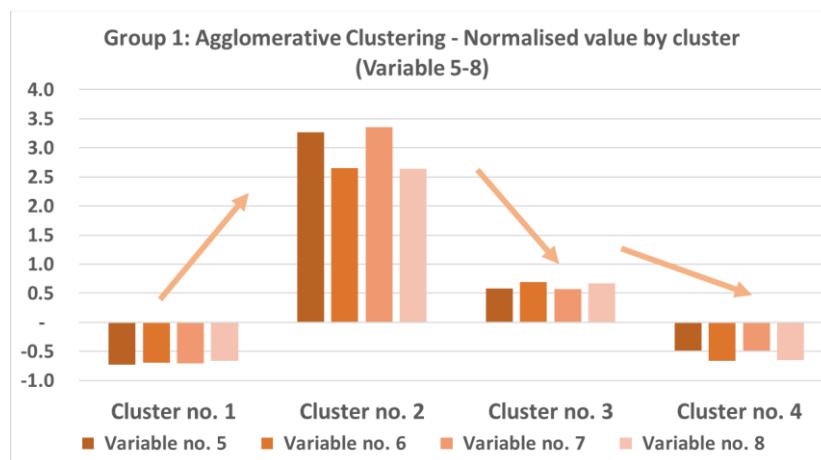 Group 1: Agglomerative Clustering - Normalised value by cluster
(Variable 5-8)
4.0
3.5
3.0
2.5
2.0
1.5
1.0
0.5
-
-0.5
-1.0
Cluster no. 1 Cluster no. 2 Cluster no. 3 Cluster no. 4
Variable no. 5 Variable no. 6 Variable no. 7 Variable no. 8